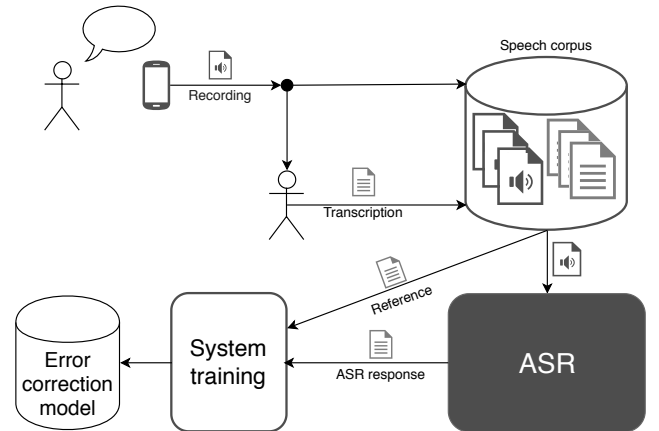 Speech corpus
Recording
Transcription
Reference
ASR response
ASR
System
training
Error
correction
model